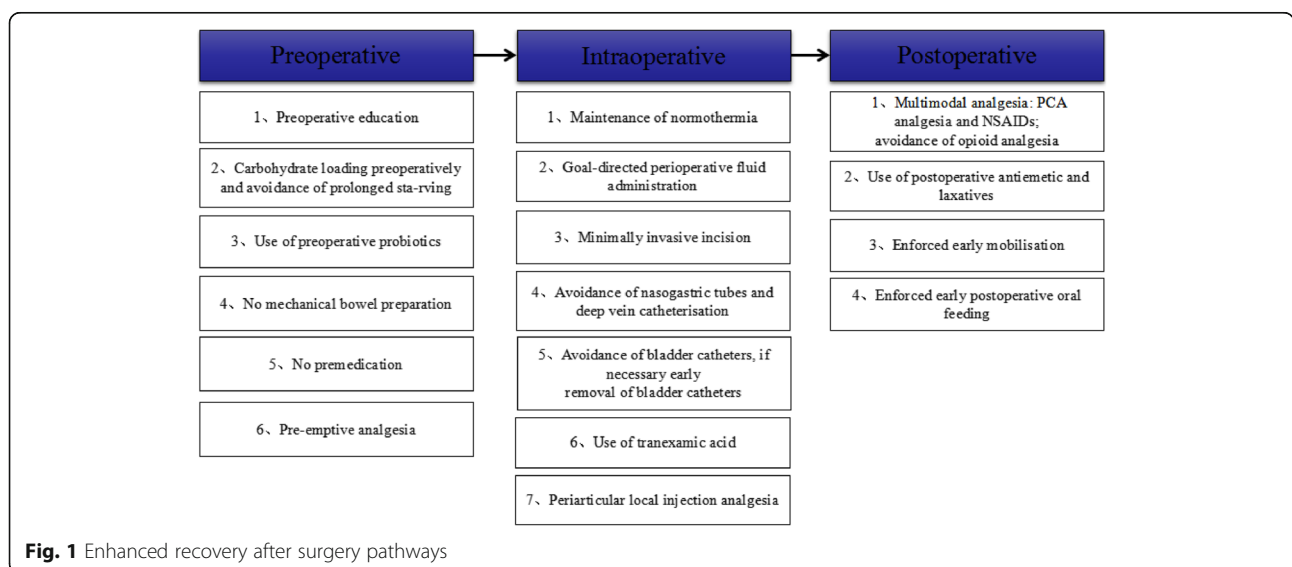 Preoperative
1、Preoperative education
2、Carbohydrate loading preoperatively
and avoidance of prolonged sta-rving
3、Use of preoperative probiotics
4、No mechanical bowel preparation
5、No premedication
6、Pre-emptive analgesia
Intraoperative
1、Maintenance of normothermia
2、Goal-directed perioperative fluid
administration
3、Minimally invasive incision
4、Avoidance of nasogastric tubes and
deep vein catheterisation
5、Avoidance of bladder catheters, if
necessary early
removal of bladder catheters
6、Use of tranexamic acid
7、Periarticular local injection analgesia
Postoperative
1、Multimodal analgesia: PCA
analgesia and NSAIDs;
avoidance of opioid analgesia
2、Use of postoperative antiemetic and
laxatives
3、Enforced early mobilisation
4、Enforced early postoperative oral
feeding
Fig. 1 Enhanced recovery after surgery pathways